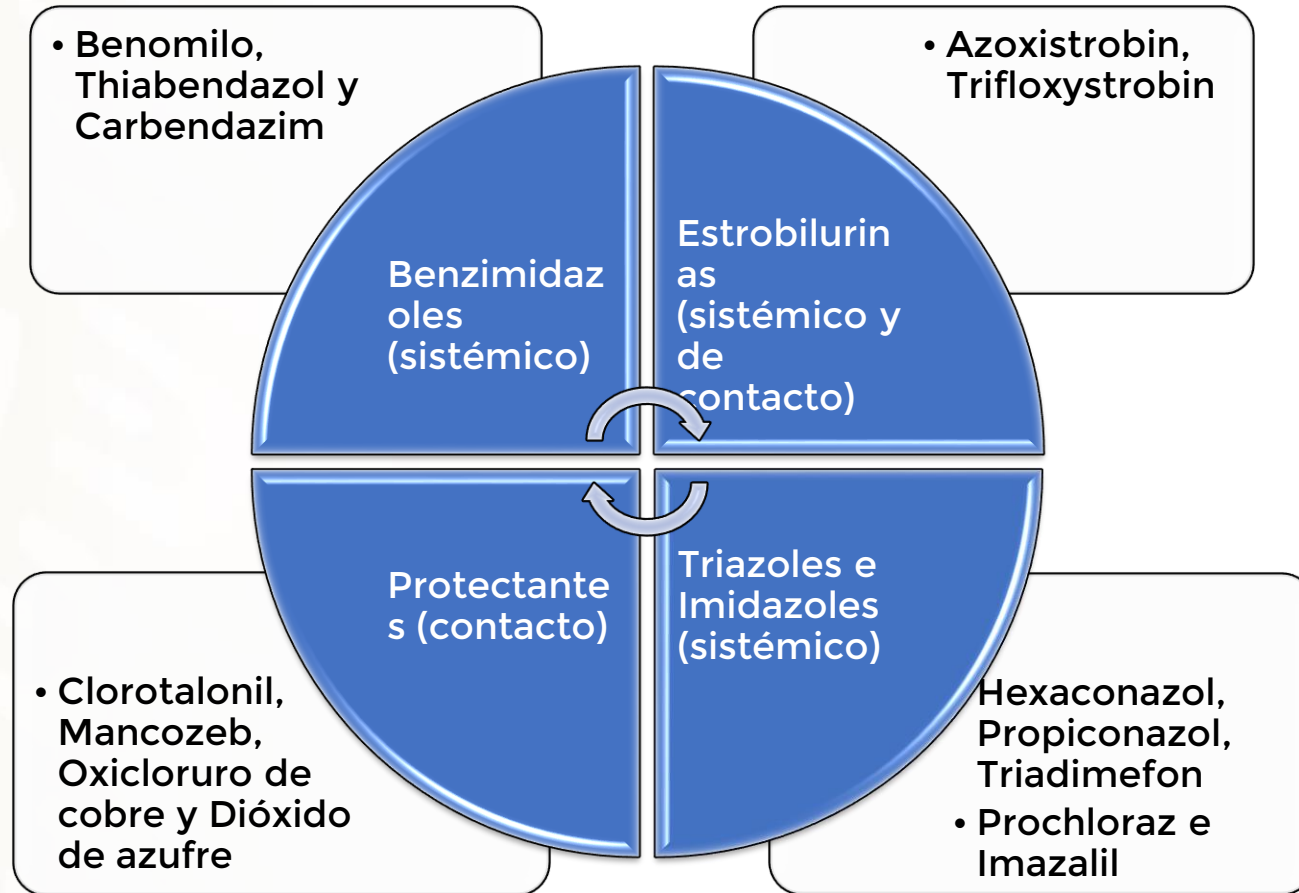 • Benomilo,
Thiabendazol y
Carbendazim
• Azoxistrobin,
Trifloxystrobin
Benzimidaz
oles
(sistémico)
Estrobilurin
as
(sistémico y
de
contacto)
Protectante
s (contacto)
Triazoles e
Imidazoles
(sistémico)
• Clorotalonil,
Mancozeb,
Oxicloruro de
cobre y Dióxido
de azufre
Hexaconazol,
Propiconazol,
Triadimefon
• Prochloraz e
Imazalil